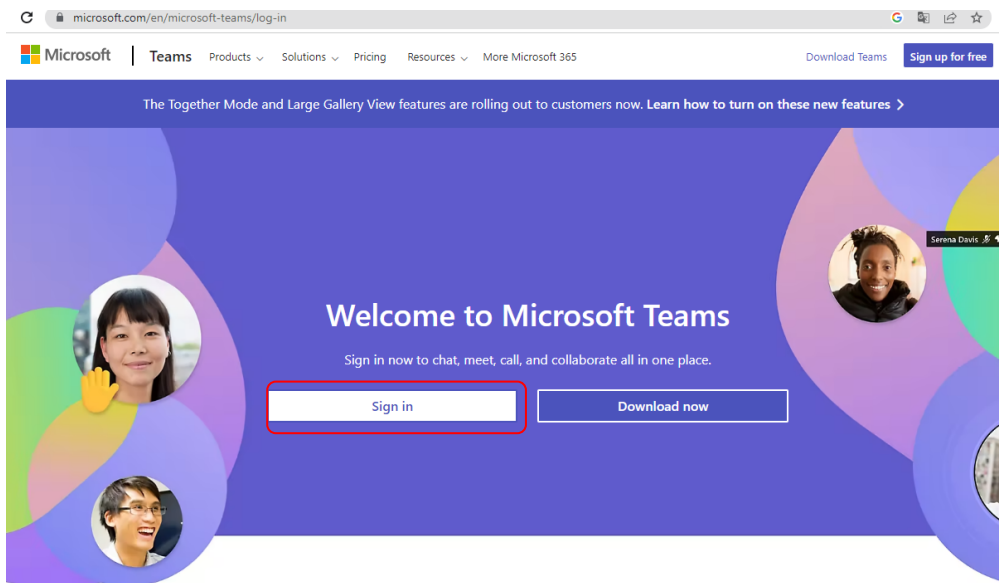 microsoft.com/en/microsoft-teams/log-in
Microsoft Teams Products Solutions Pricing Resources More Microsoft 365 Download Teams Sign up for free
The Together Mode and Large Gallery View features are rolling out to customers now. Learn how to turn on these new features
Serena Davis
Welcome to Microsoft Teams
Sign in now to chat, meet, call, and collaborate all in one place.
Sign in Download now